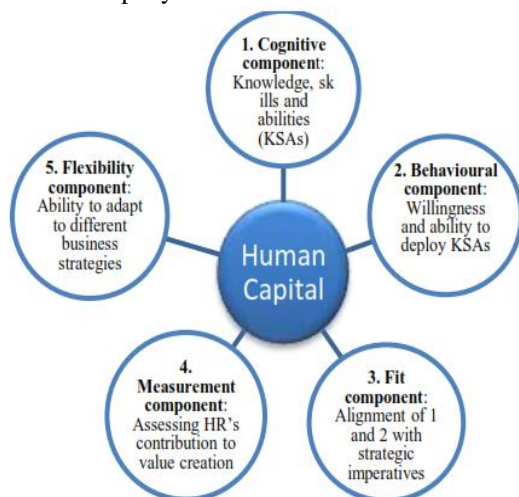 1. Cognitive
component:
Knowledge, sk
ills and
abilities
(KSAs)
2. Behavioural
component:
Willingness
and ability to
deploy KSAs
3. Fit
component:
Alignment of 1
and 2 with
strategic
imperatives
4.
Measurement
component:
Assessing HR’s
contribution to
value creation
5. Flexibility
component:
Ability to adapt
to different
business
strategies
Human
Capital